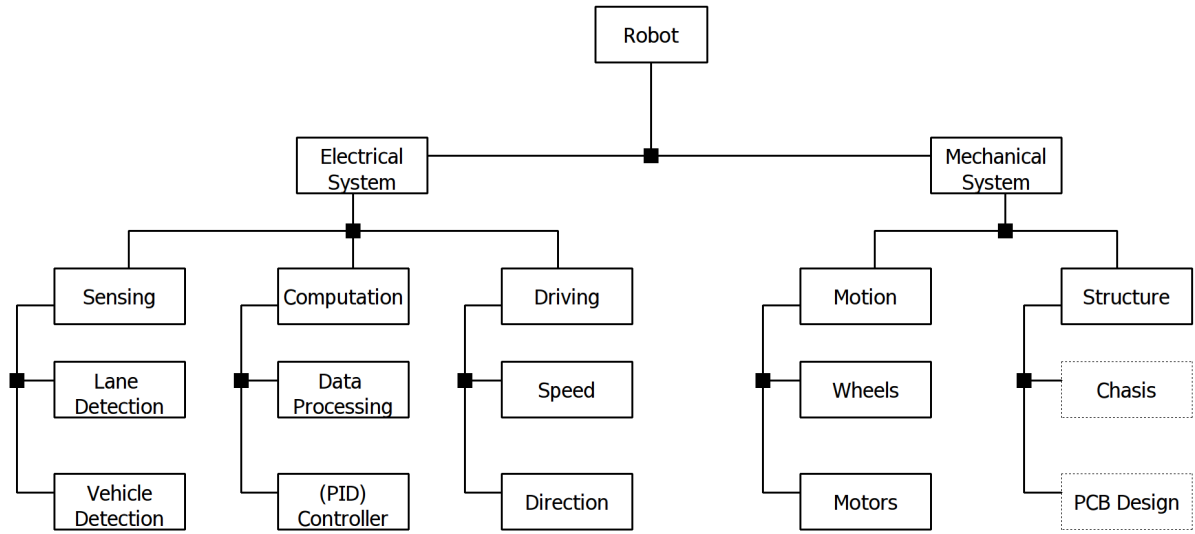 Robot
Electrical
System
Mechanical
System
Sensing
Computation
Driving
Motion
Structure
Lane
Detection
Data
Processing
Speed
Wheels
Chasis
Vehicle
Detection
(PID)
Controller
Direction
Motors
PCB Design